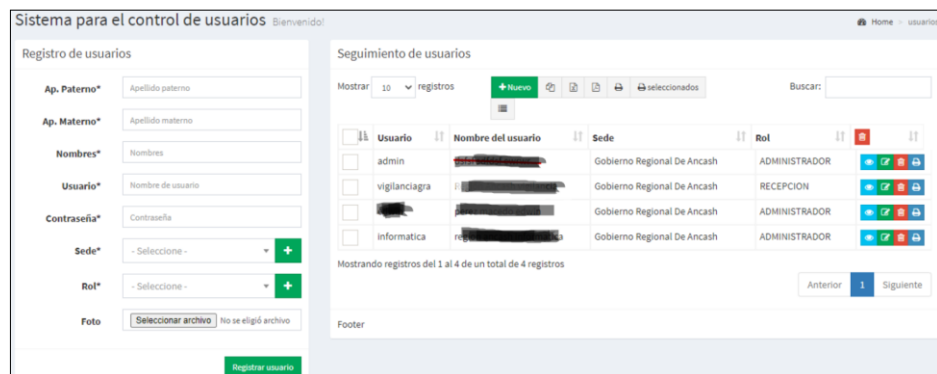 Sistema para el control de usuarios Bienvenido!
Home > usuarios
Registro de usuarios
Ap. Paterno* Apellido paterno
Ap. Materno* Apellido materno
Nombres* Nombres
Usuario* Nombre de usuario
Contraseña* Contraseña
Sede* - Seleccione - +
Rol* - Seleccione - +
Foto Seleccionar archivo No se eligió archivo
Registrar usuario
Seguimiento de usuarios
Mostrar 10 registros +Nuevo seleccionados Buscar:
Usuario Nombre del usuario Sede Rol
admin Gobierno Regional De Ancash ADMINISTRADOR
vigilanciagra Gobierno Regional De Ancash RECEPCION
Gobierno Regional De Ancash ADMINISTRADOR
informatica Gobierno Regional De Ancash ADMINISTRADOR
Mostrando registros del 1 al 4 de un total de 4 registros
Anterior 1 Siguiente
Footer